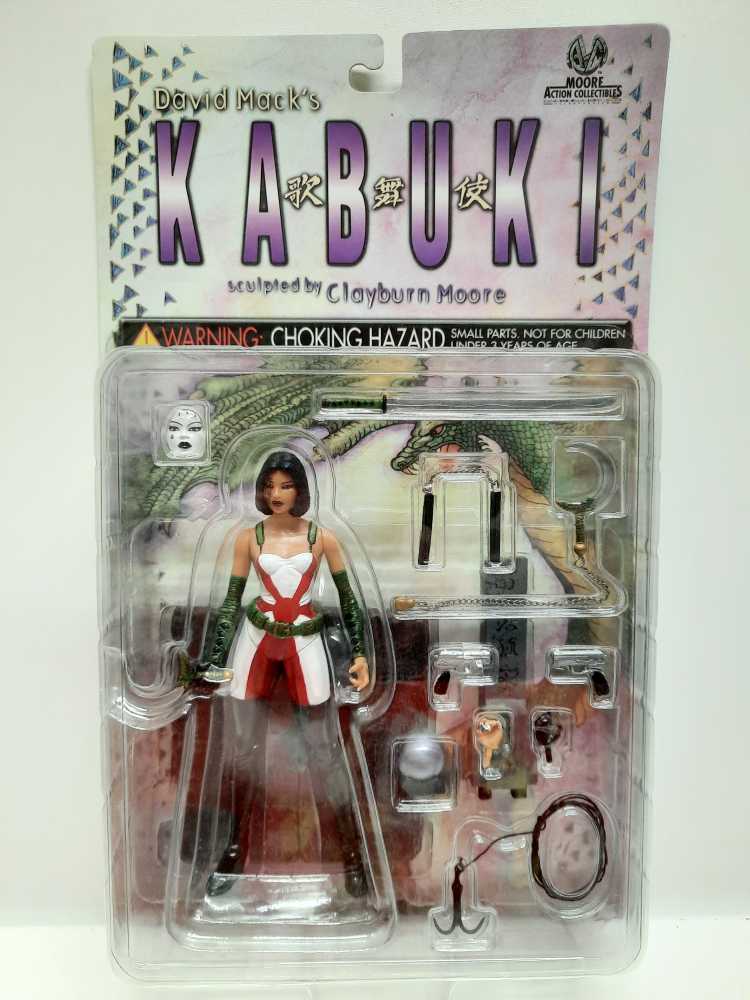 David Mack's
MOORE
ACTION COLLECTIBLES
KABUKI
歌舞伎
sculpted by Clayburn Moore
WARNING: CHOKING HAZARD SMALL PARTS. NOT FOR CHILDREN
UNDER 3 YEARS OF AGE